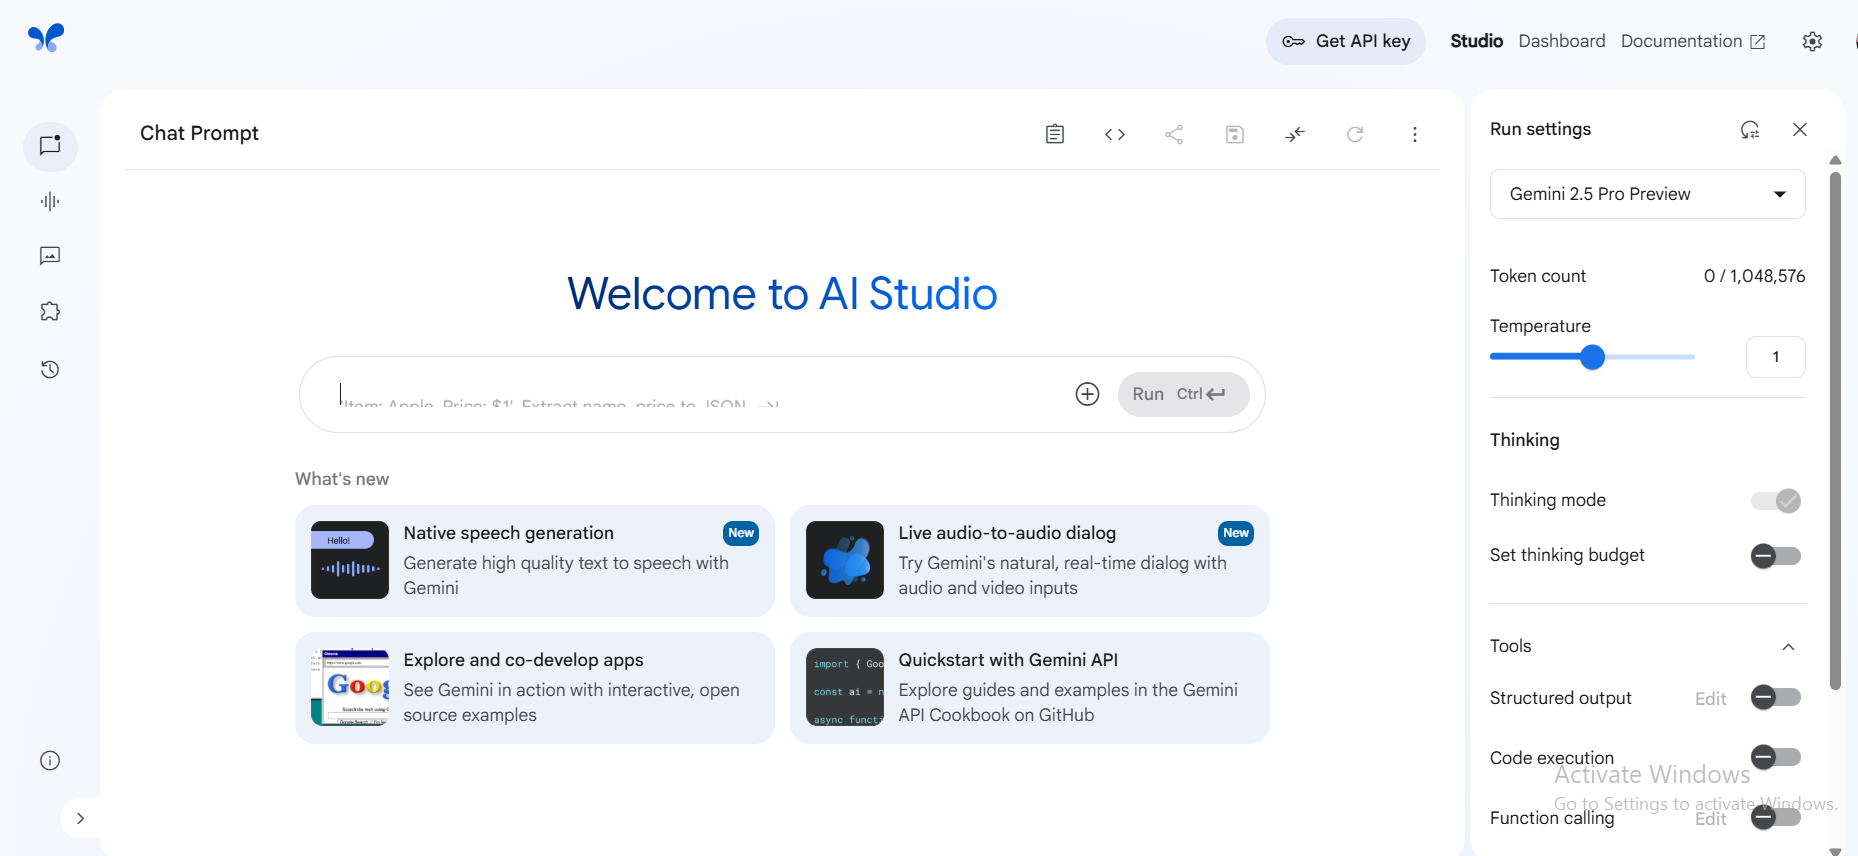 Get API key
Studio
Dashboard
Documentation
Chat Prompt
Welcome to AI Studio
'Item: Apple, Price: $1'. Extract name, price to JSON.
Run Ctrl
What's new
Hello!
Native speech generation
New
Generate high quality text to speech with
Gemini
Live audio-to-audio dialog
New
Try Gemini's natural, real-time dialog with
audio and video inputs
Explore and co-develop apps
See Gemini in action with interactive, open
source examples
import { Goo
const ai = n
async functi
Quickstart with Gemini API
Explore guides and examples in the Gemini
API Cookbook on GitHub
Run settings
Gemini 2.5 Pro Preview
Token count
0 / 1,048,576
Temperature
1
Thinking
Thinking mode
Set thinking budget
Tools
Structured output
Edit
Code execution
Function calling
Edit
Activate Windows
Go to Settings to activate Windows.